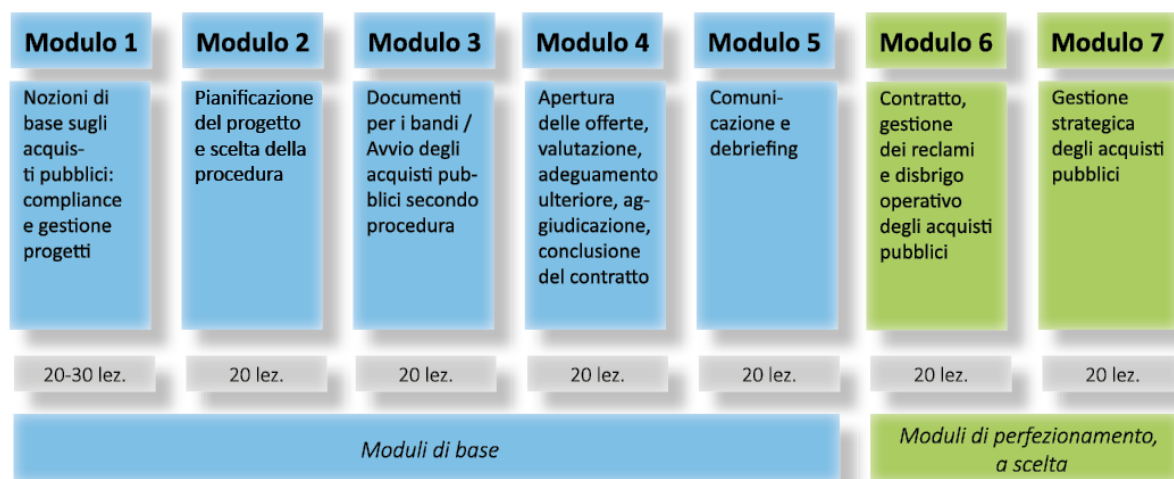 Modulo 1
Nozioni di
base sugli
acquis-
ti pubblici:
compliance
e gestione
progetti
20-30 lez.
Modulo 2
Pianificazione
del progetto
e scelta della
procedura
20 lez.
Modulo 3
Documenti
per i bandi /
Avvio degli
acquisti pub-
blici secondo
procedura
20 lez.
Modulo 4
Apertura
delle offerte,
valutazione,
adeguamento
ulteriore, ag-
giudicazione,
conclusione
del contratto
20 lez.
Modulo 5
Comuni-
cazione e
debriefing
20 lez.
Modulo 6
Contratto,
gestione
dei reclami
e disbrigo
operativo
degli acquisti
pubblici
20 lez.
Modulo 7
Gestione
strategica
degli acquisti
pubblici
20 lez.
Moduli di base
Moduli di perfezionamento,
a scelta